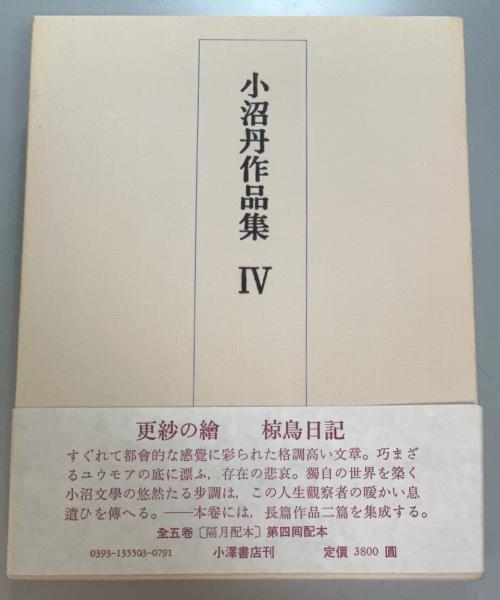 小沼丹作品集 Ⅳ
更紗の繪　椋鳥日記
すぐれて都會的な感覺に彩られた格調高い文章。巧まざ
るユウモアの底に漂ふ，存在の悲哀。獨自の世界を築く
小沼文學の悠然たる步調は，この人生觀察者の暖かい息
遣ひを傳へる。――本卷には，長篇作品二篇を集成する。
全五卷〔隔月配本〕第四囘配本
0393-135503-0791　小澤書店刊　定價 3800 圓